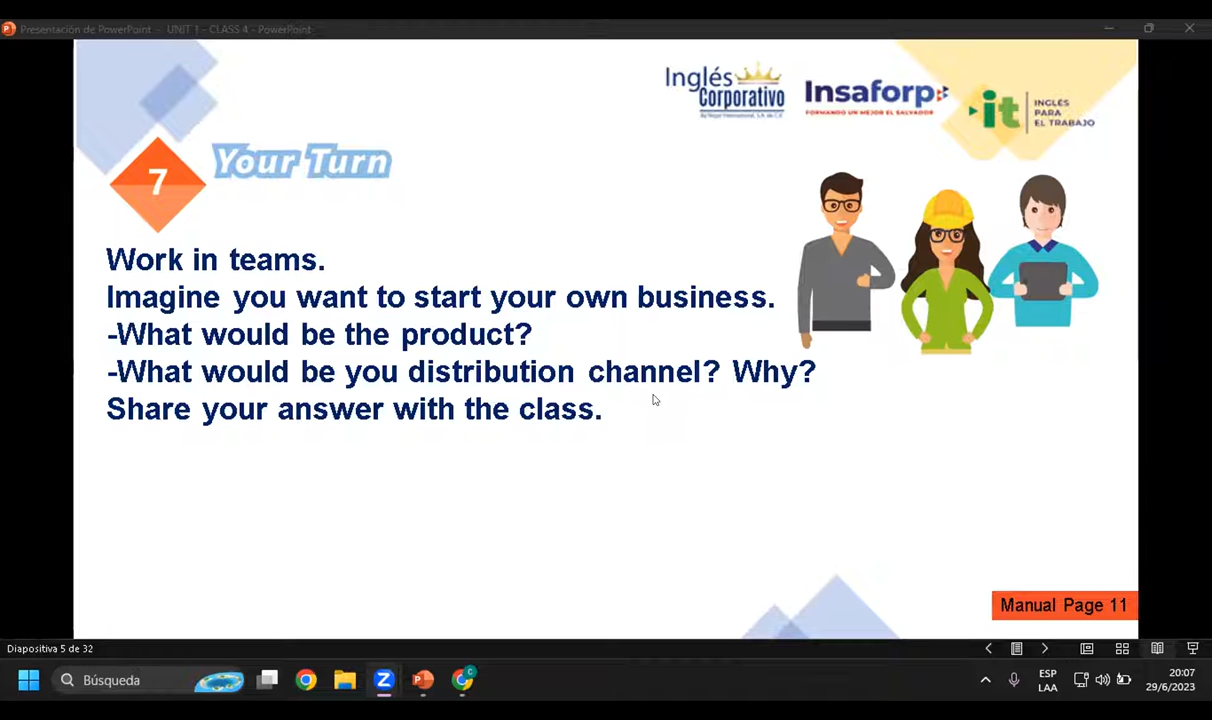 Presentación de PowerPoint - UNIT 1 - CLASS 4 - PowerPoint
Inglés
Corporativo
Insaforp
FORMANDO UN MEJOR EL SALVADOR
it
INGLÉS
PARA
EL TRABAJO
7
Your Turn
Work in teams.
Imagine you want to start your own business.
-What would be the product?
-What would be you distribution channel? Why?
Share your answer with the class.
Manual Page 11
Diapositiva 5 de 32
Búsqueda
ESP
LAA
20:07
29/6/2023